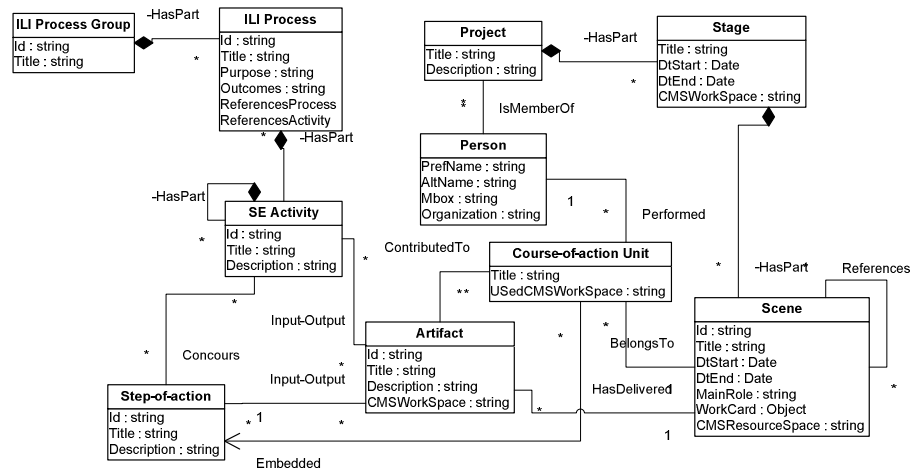 ILI Process Group
Id : string
Title : string
-HasPart
*
ILI Process
Id : string
Title : string
Purpose : string
Outcomes : string
ReferencesProcess
ReferencesActivity
*
-HasPart
Project
Title : string
Description : string
-HasPart
*
Stage
Title : string
DtStart : Date
DtEnd : Date
CMSWorkSpace : string
*
*
IsMemberOf
Person
PrefName : string
AltName : string
Mbox : string
Organization : string
1
*
Performed
-HasPart
*
SE Activity
Id : string
Title : string
Description : string
*
*
ContributedTo
**
Course-of-action Unit
Title : string
USedCMSWorkSpace : string
*
-HasPart
*
References
*
Scene
Id : string
Title : string
DtStart : Date
DtEnd : Date
MainRole : string
WorkCard : Object
CMSResourceSpace : string
*
*
BelongsTo
1
HasDelivered
*
1
Input-Output
*
Artifact
Id : string
Title : string
Description : string
CMSWorkSpace : string
*
Concours
Input-Output
1
*
*
Step-of-action
Id : string
Title : string
Description : string
Embedded